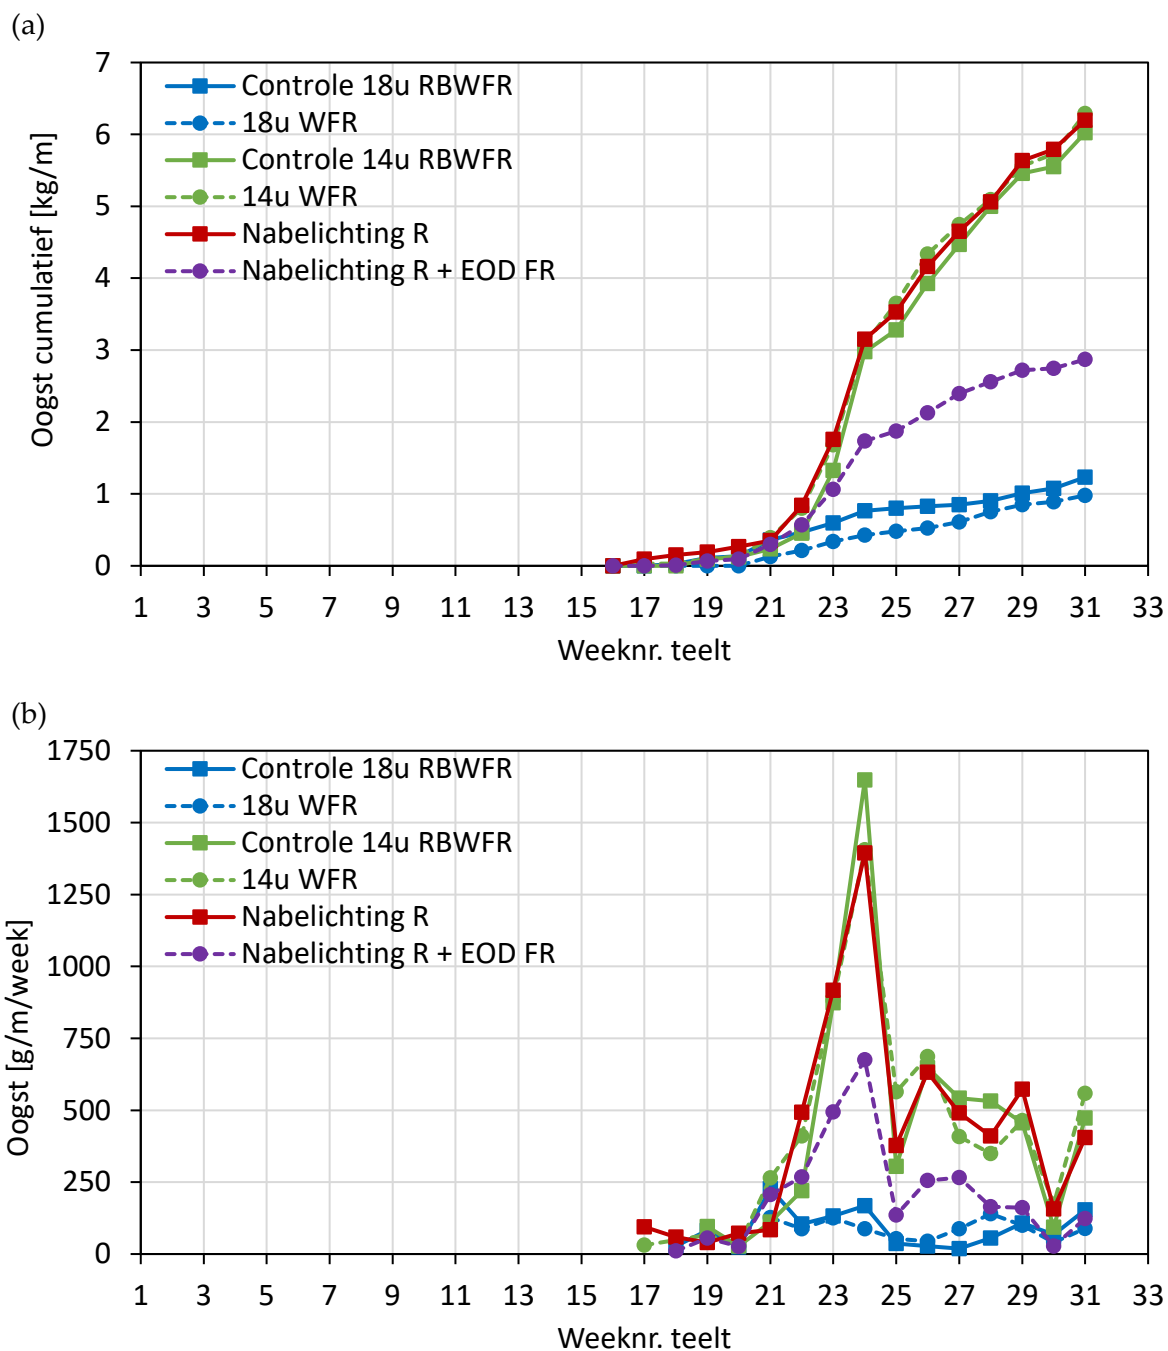 (a)
Oogst cumulatief [kg/m]
7
6
5
4
3
2
1
0
Controle 18u RBWFR
18u WFR
Controle 14u RBWFR
14u WFR
Nabelichting R
Nabelichting R + EOD FR
1 3 5 7 9 11 13 15 17 19 21 23 25 27 29 31 33
Weeknr. teelt
(b)
Oogst [g/m/week]
1750
1500
1250
1000
750
500
250
0
Controle 18u RBWFR
18u WFR
Controle 14u RBWFR
14u WFR
Nabelichting R
Nabelichting R + EOD FR
1 3 5 7 9 11 13 15 17 19 21 23 25 27 29 31 33
Weeknr. teelt